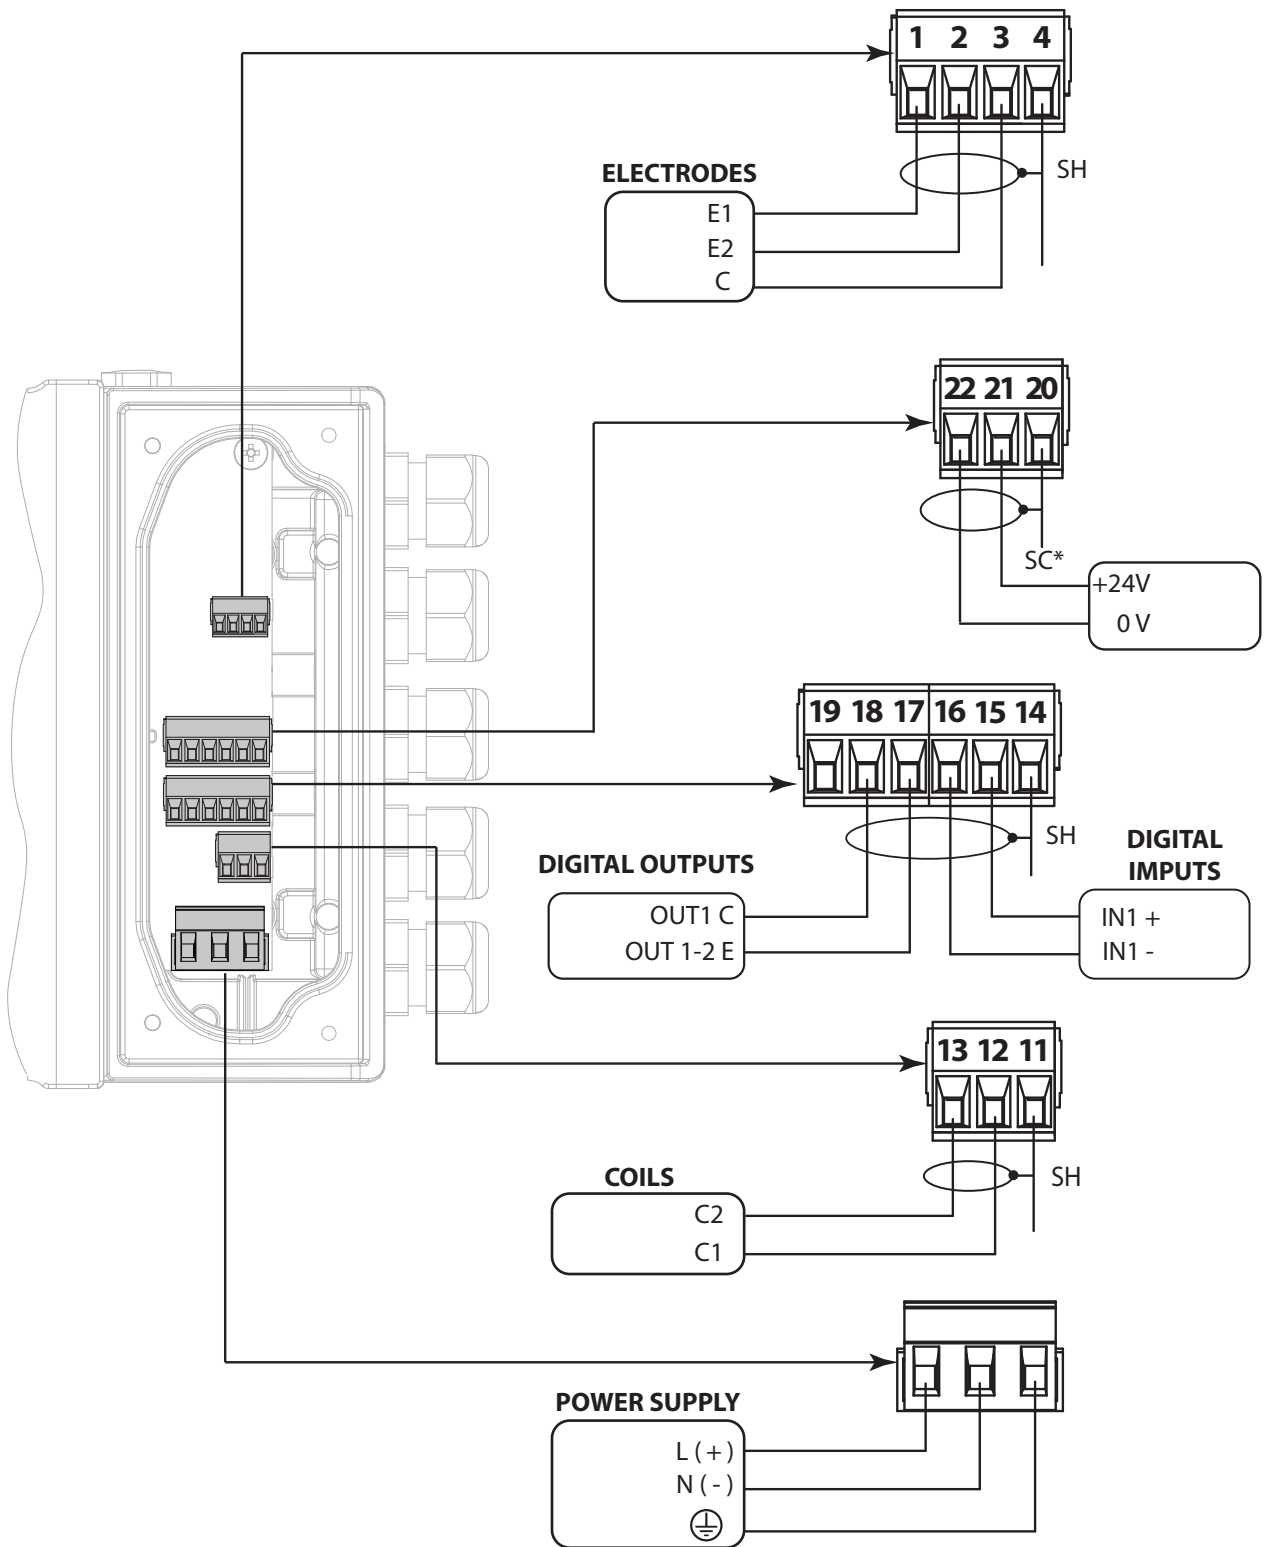 1 2 3 4
SH
ELECTRODES
E1
E2
C
22 21 20
SC*
+24V
0 V
19 18 17 16 15 14
SH
DIGITAL OUTPUTS
OUT1 C
OUT 1-2 E
DIGITAL
IMPUTS
IN1 +
IN1 -
13 12 11
SH
COILS
C2
C1
POWER SUPPLY
L ( + )
N ( - )